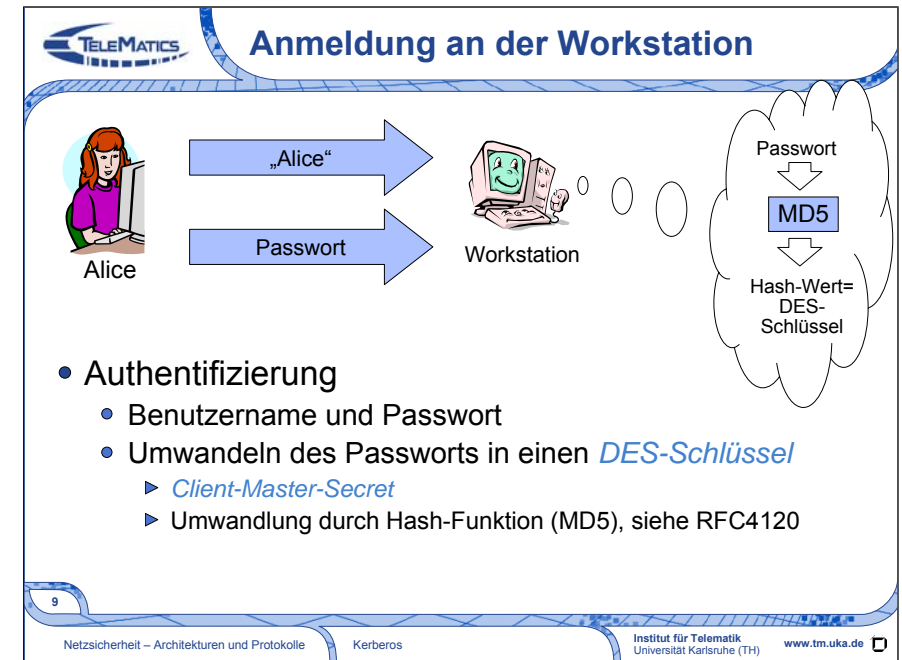 TELEMATICS
Anmeldung an der Workstation
„Alice“
Passwort
Alice
Workstation
Passwort
MD5
Hash-Wert=
DES-
Schlüssel
Authentifizierung
Benutzername und Passwort
Umwandeln des Passworts in einen DES-Schlüssel
Client-Master-Secret
Umwandlung durch Hash-Funktion (MD5), siehe RFC4120
9
Netzsicherheit – Architekturen und Protokolle
Kerberos
Institut für Telematik
Universität Karlsruhe (TH)
www.tm.uka.de